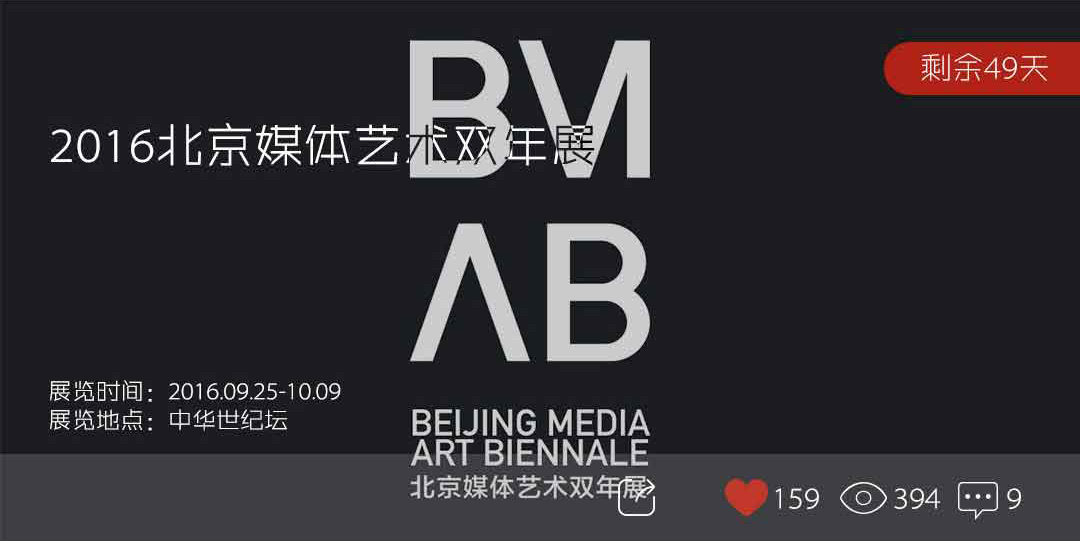 BM
剩余49天
2016北京媒体艺术双年展
AB
展览时间：2016.09.25-10.09
展览地点：中华世纪坛
BEIJING MEDIA
ART BIENNALE
北京媒体艺术双年展
159 394 9